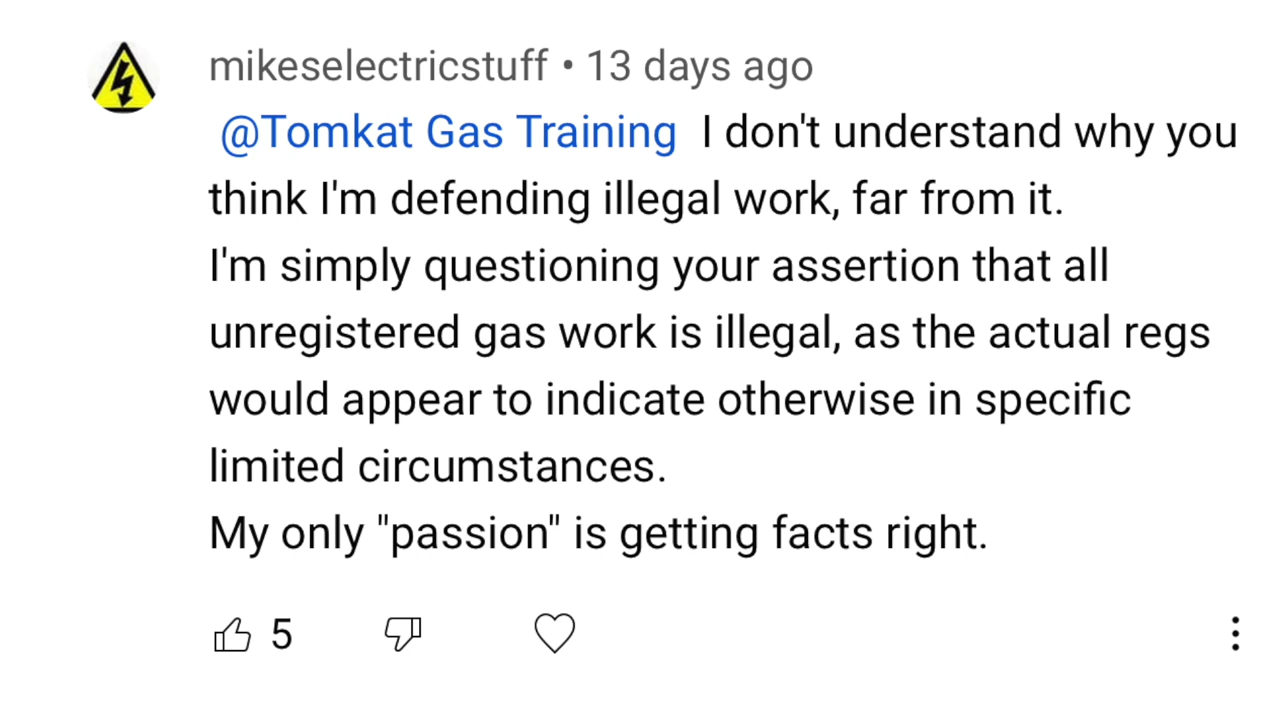 mikeselectricstuff • 13 days ago
@Tomkat Gas Training I don't understand why you
think I'm defending illegal work, far from it.
I'm simply questioning your assertion that all
unregistered gas work is illegal, as the actual regs
would appear to indicate otherwise in specific
limited circumstances.
My only "passion" is getting facts right.
5